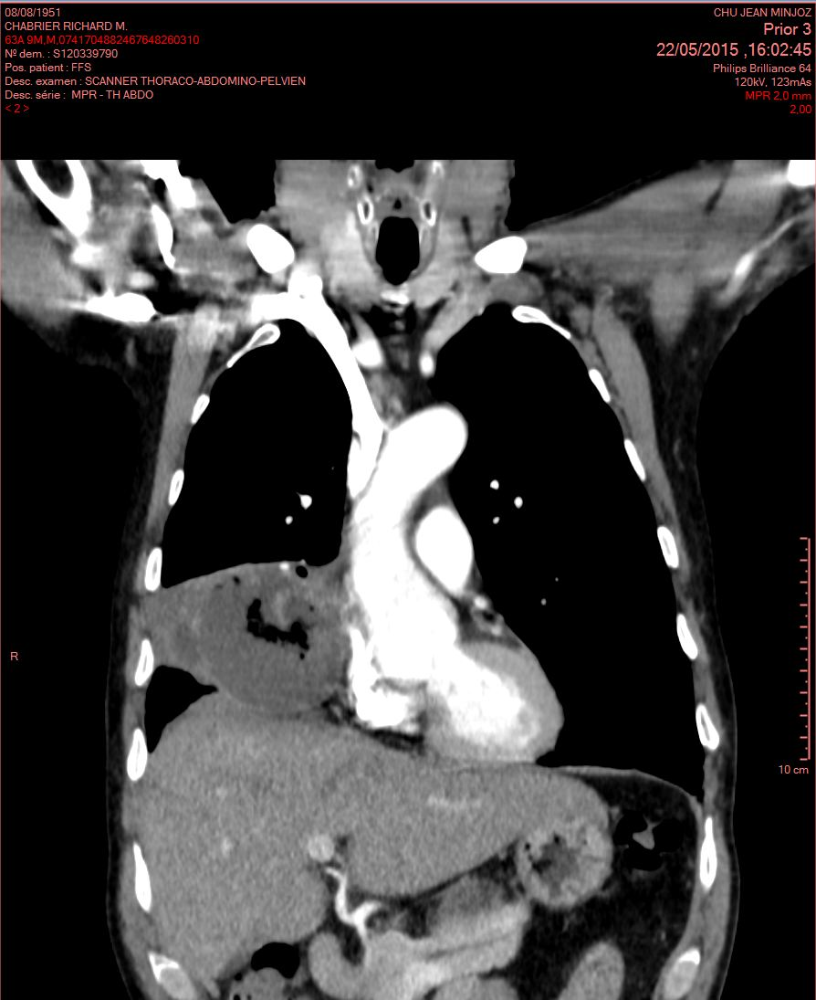 08/08/1951
CHABRIER RICHARD M.
63A 9M,M,0741704882467648260310
Nº dem. : S120339790
Pos. patient : FFS
Desc. examen : SCANNER THORACO-ABDOMINO-PELVIEN
Desc. série : MPR - TH ABDO
< 2 >
CHU JEAN MINJOZ
Prior 3
22/05/2015 ,16:02:45
Philips Brilliance 64
120kV, 123mAs
MPR 2,0 mm
2,00
R
10 cm